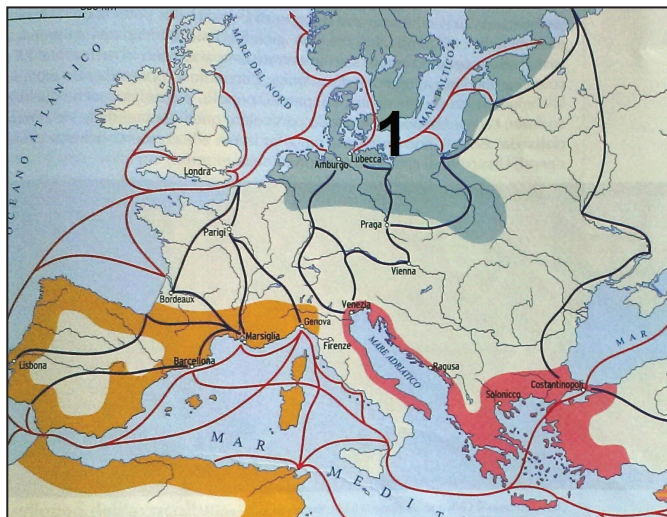 OCEANO ATLANTICO
MARE DEL NORD
MAR BALTICO
1
Londra
Amburgo
Lubecca
Praga
Parigi
Vienna
Bordeaux
Venezia
Genova
Marsiglia
Firenze
Lisbona
Barcellona
MARE ADRIATICO
Ragusa
Costantinopoli
Solonicco
MAR
MAR
MEDIT